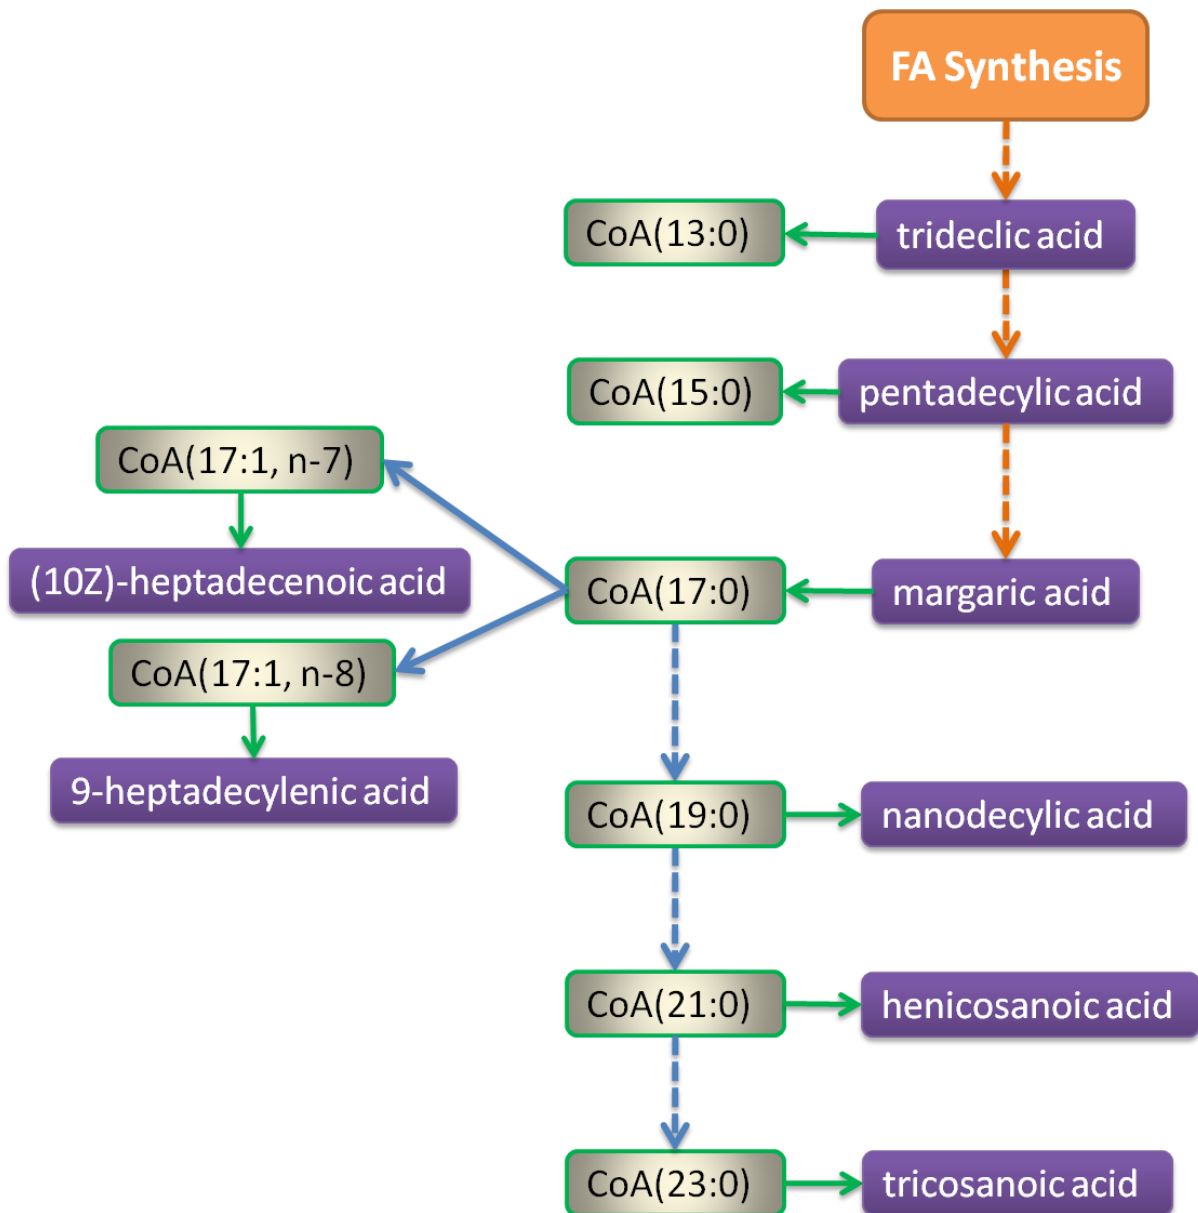 FA Synthesis
CoA(13:0)
trideclic acid
CoA(15:0)
pentadecylic acid
CoA(17:1, n-7)
(10Z)-heptadecenoic acid
CoA(17:0)
margaric acid
CoA(17:1, n-8)
9-heptadecylenic acid
CoA(19:0)
nanodecylic acid
CoA(21:0)
henicosanoic acid
CoA(23:0)
tricosanoic acid